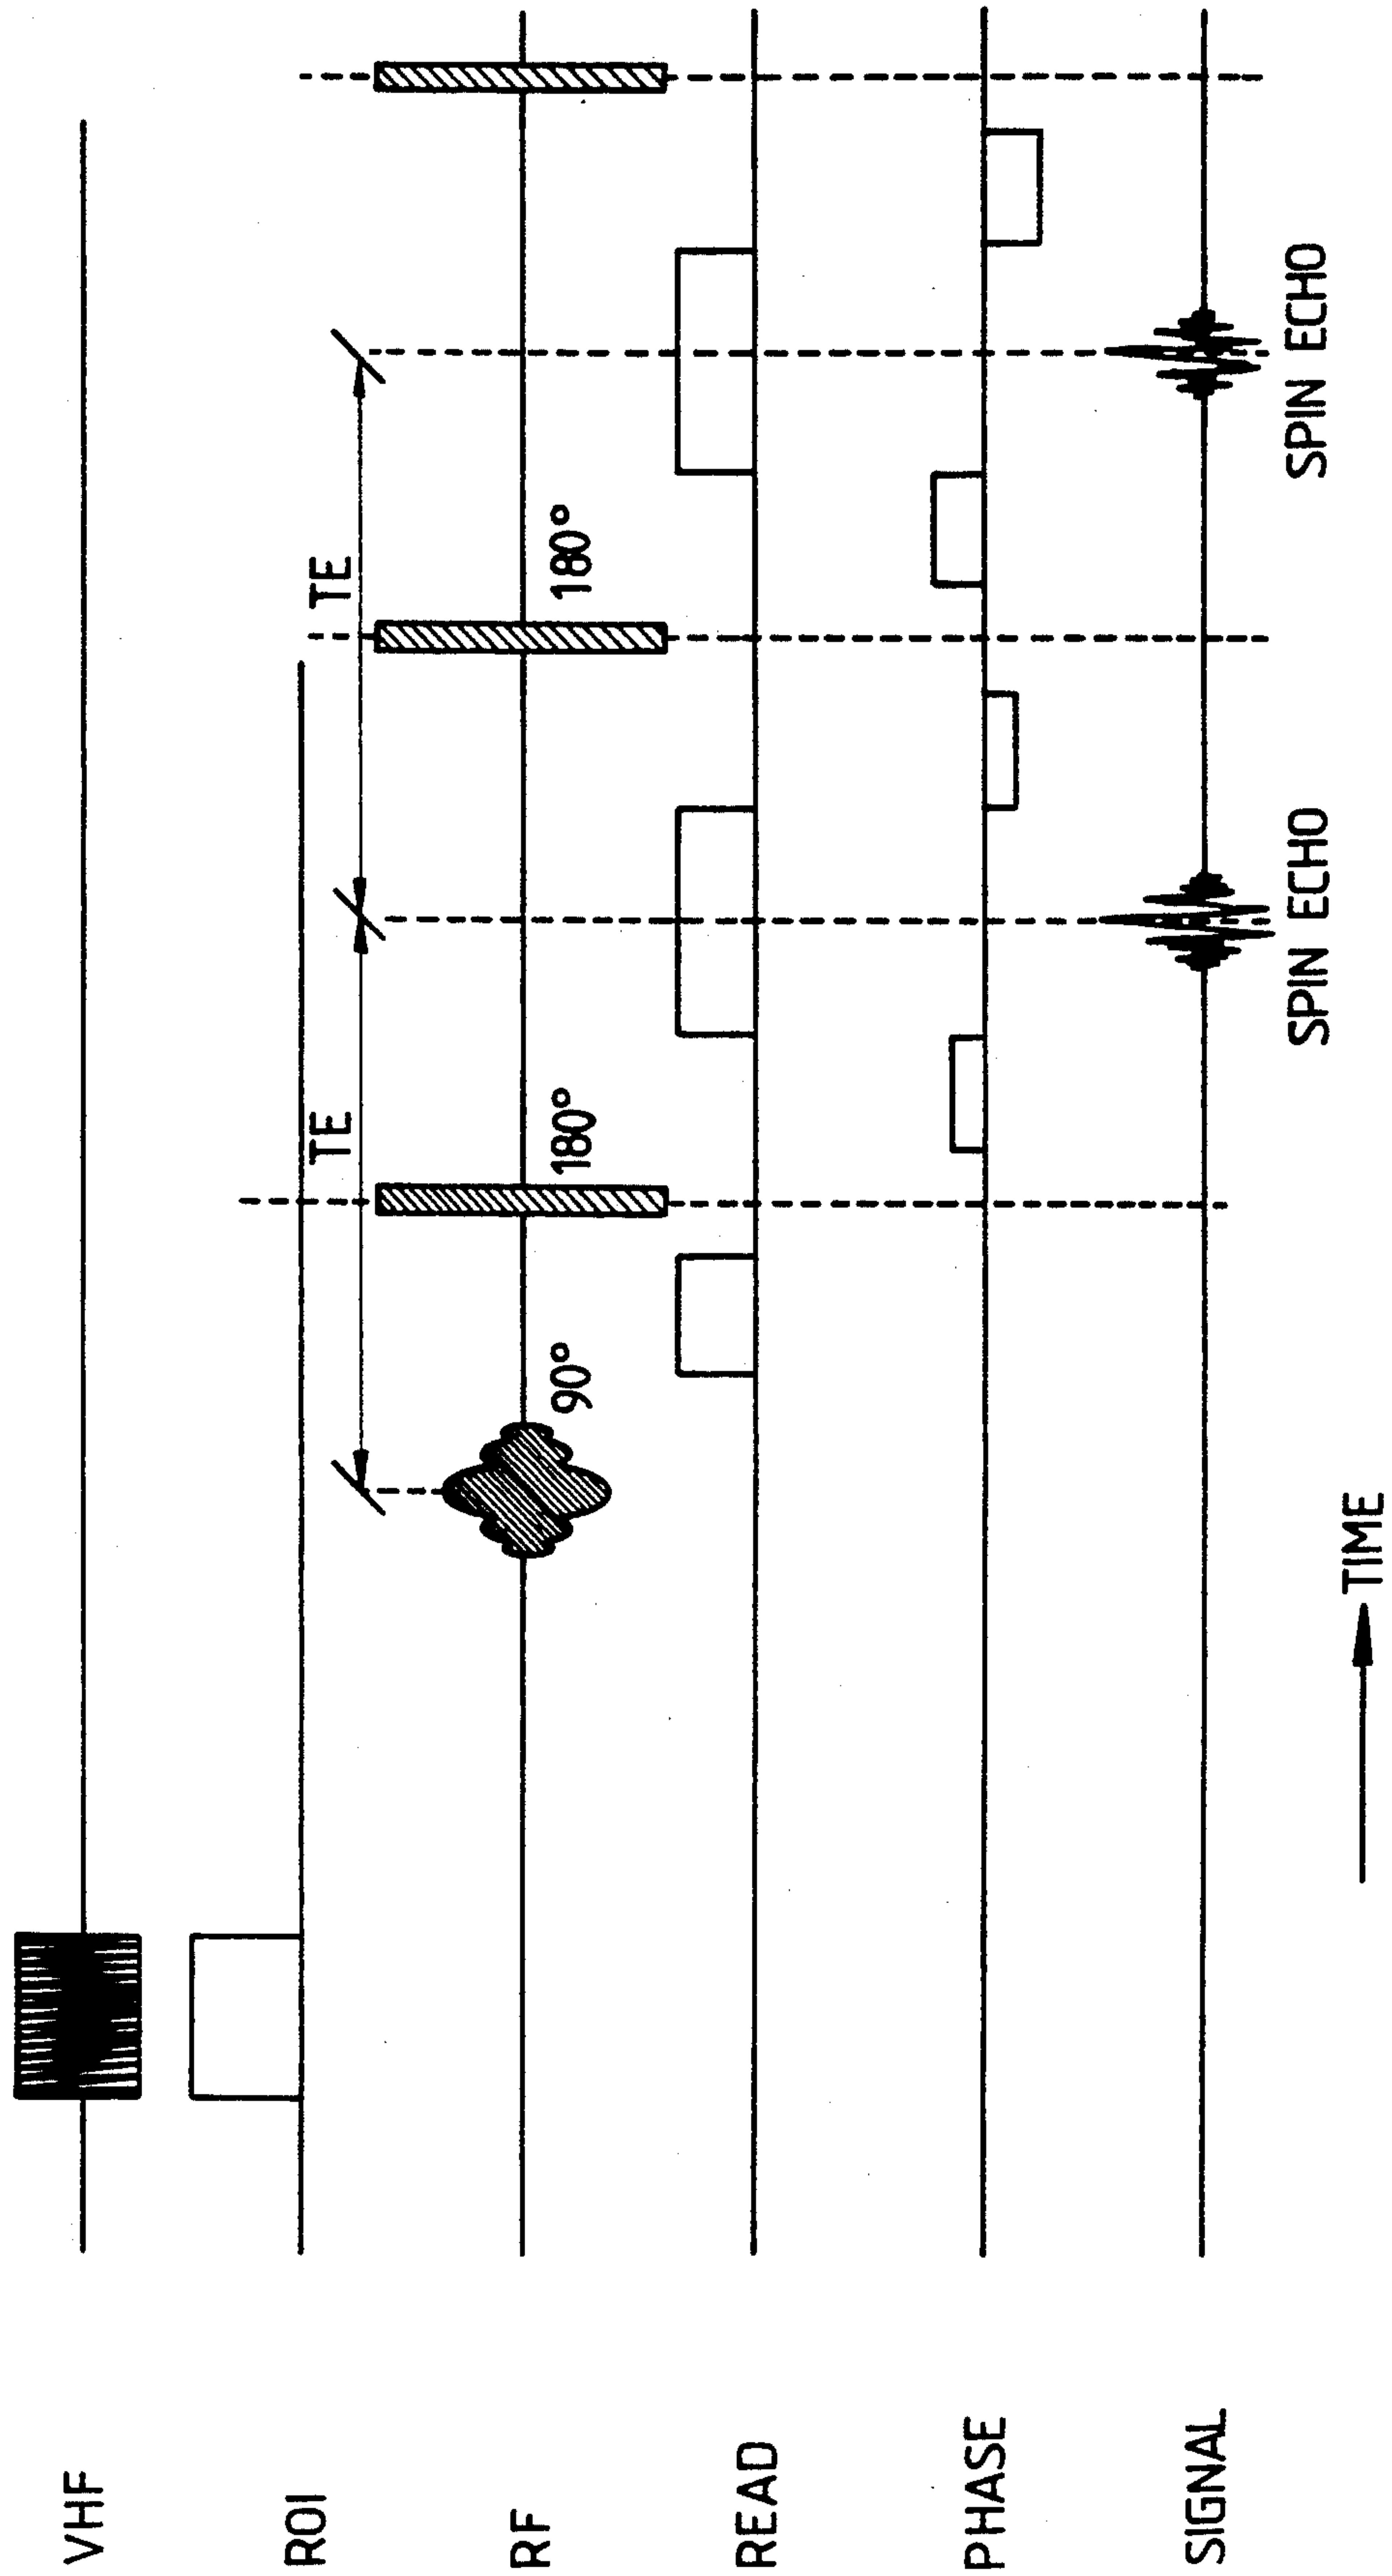 VHF
ROI
TE
TE
RF
90°
180°
180°
READ
PHASE
SIGNAL
SPIN ECHO
SPIN ECHO
TIME